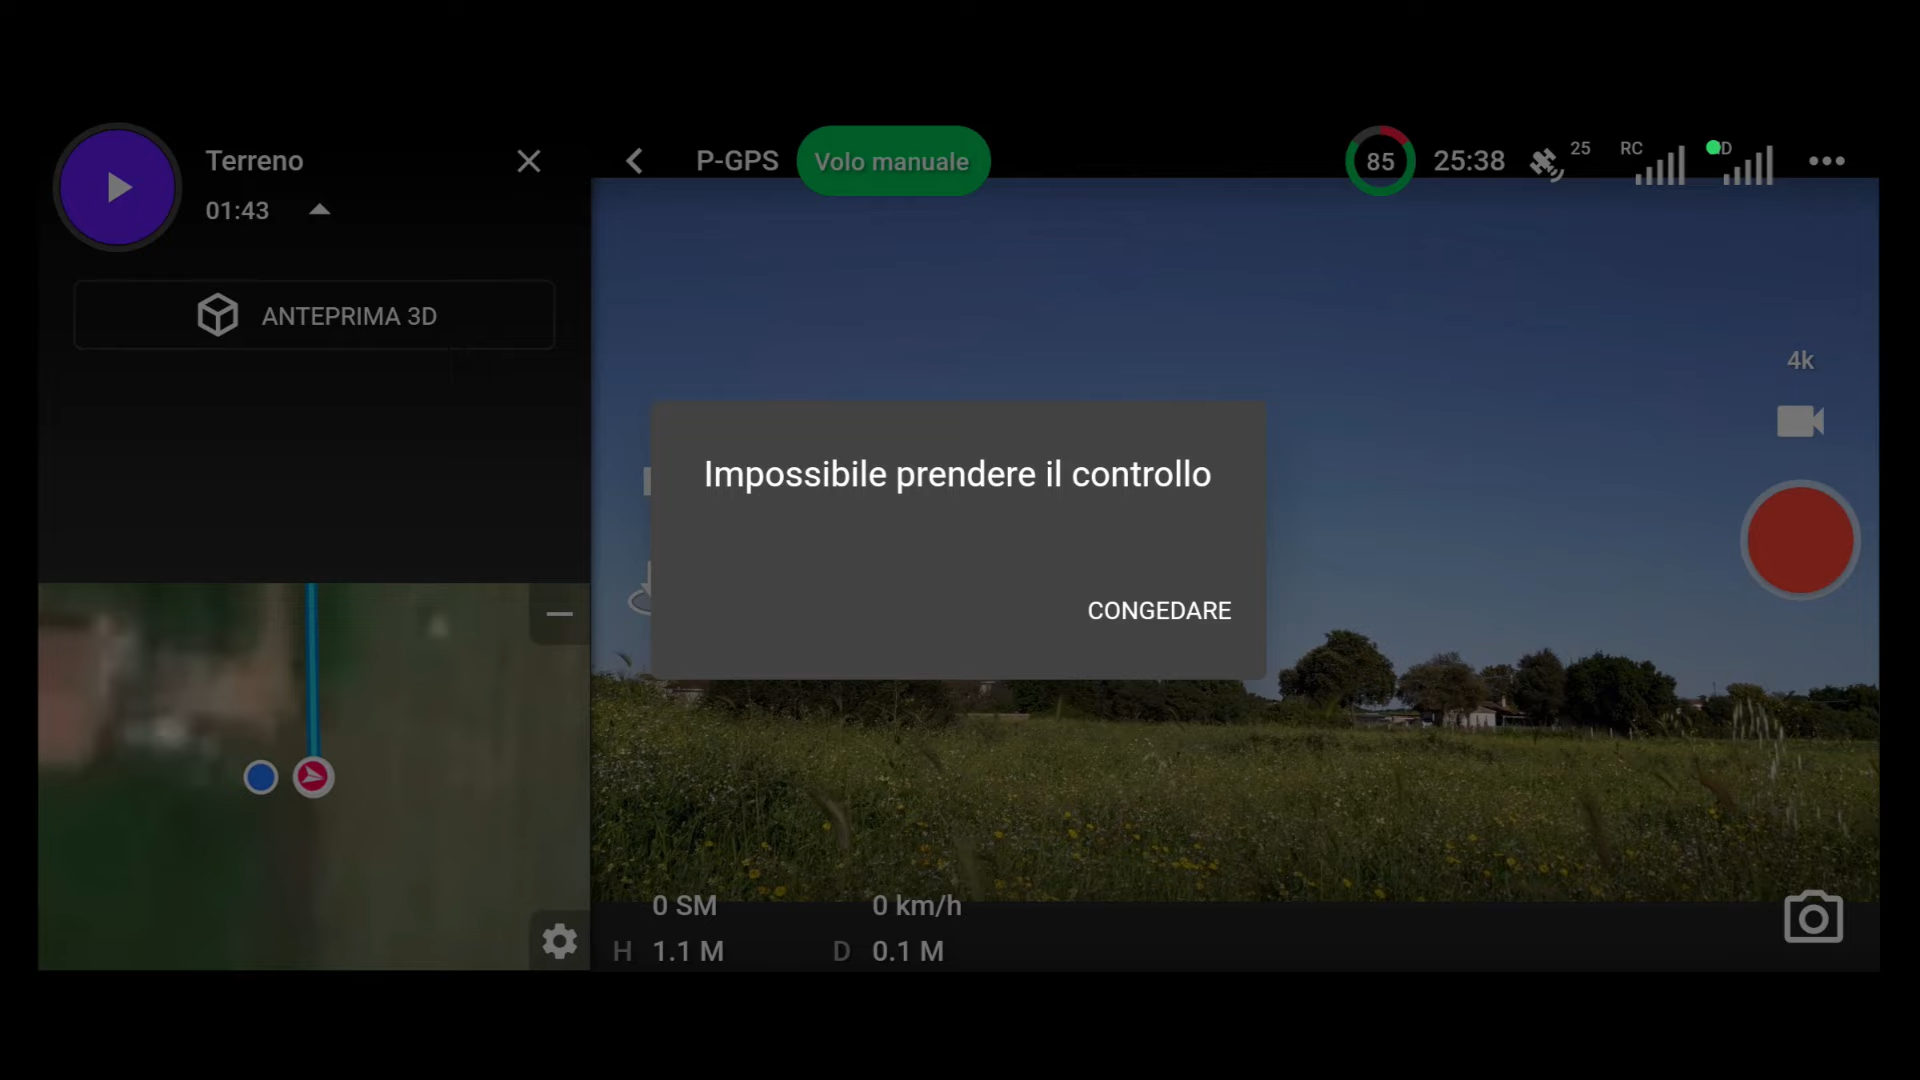 Terreno
01:43
ANTEPRIMA 3D
P-GPS
Volo manuale
85
25:38
25
RC
D
4k
Impossibile prendere il controllo
CONGEDARE
0 SM
0 km/h
H 1.1 M
D 0.1 M